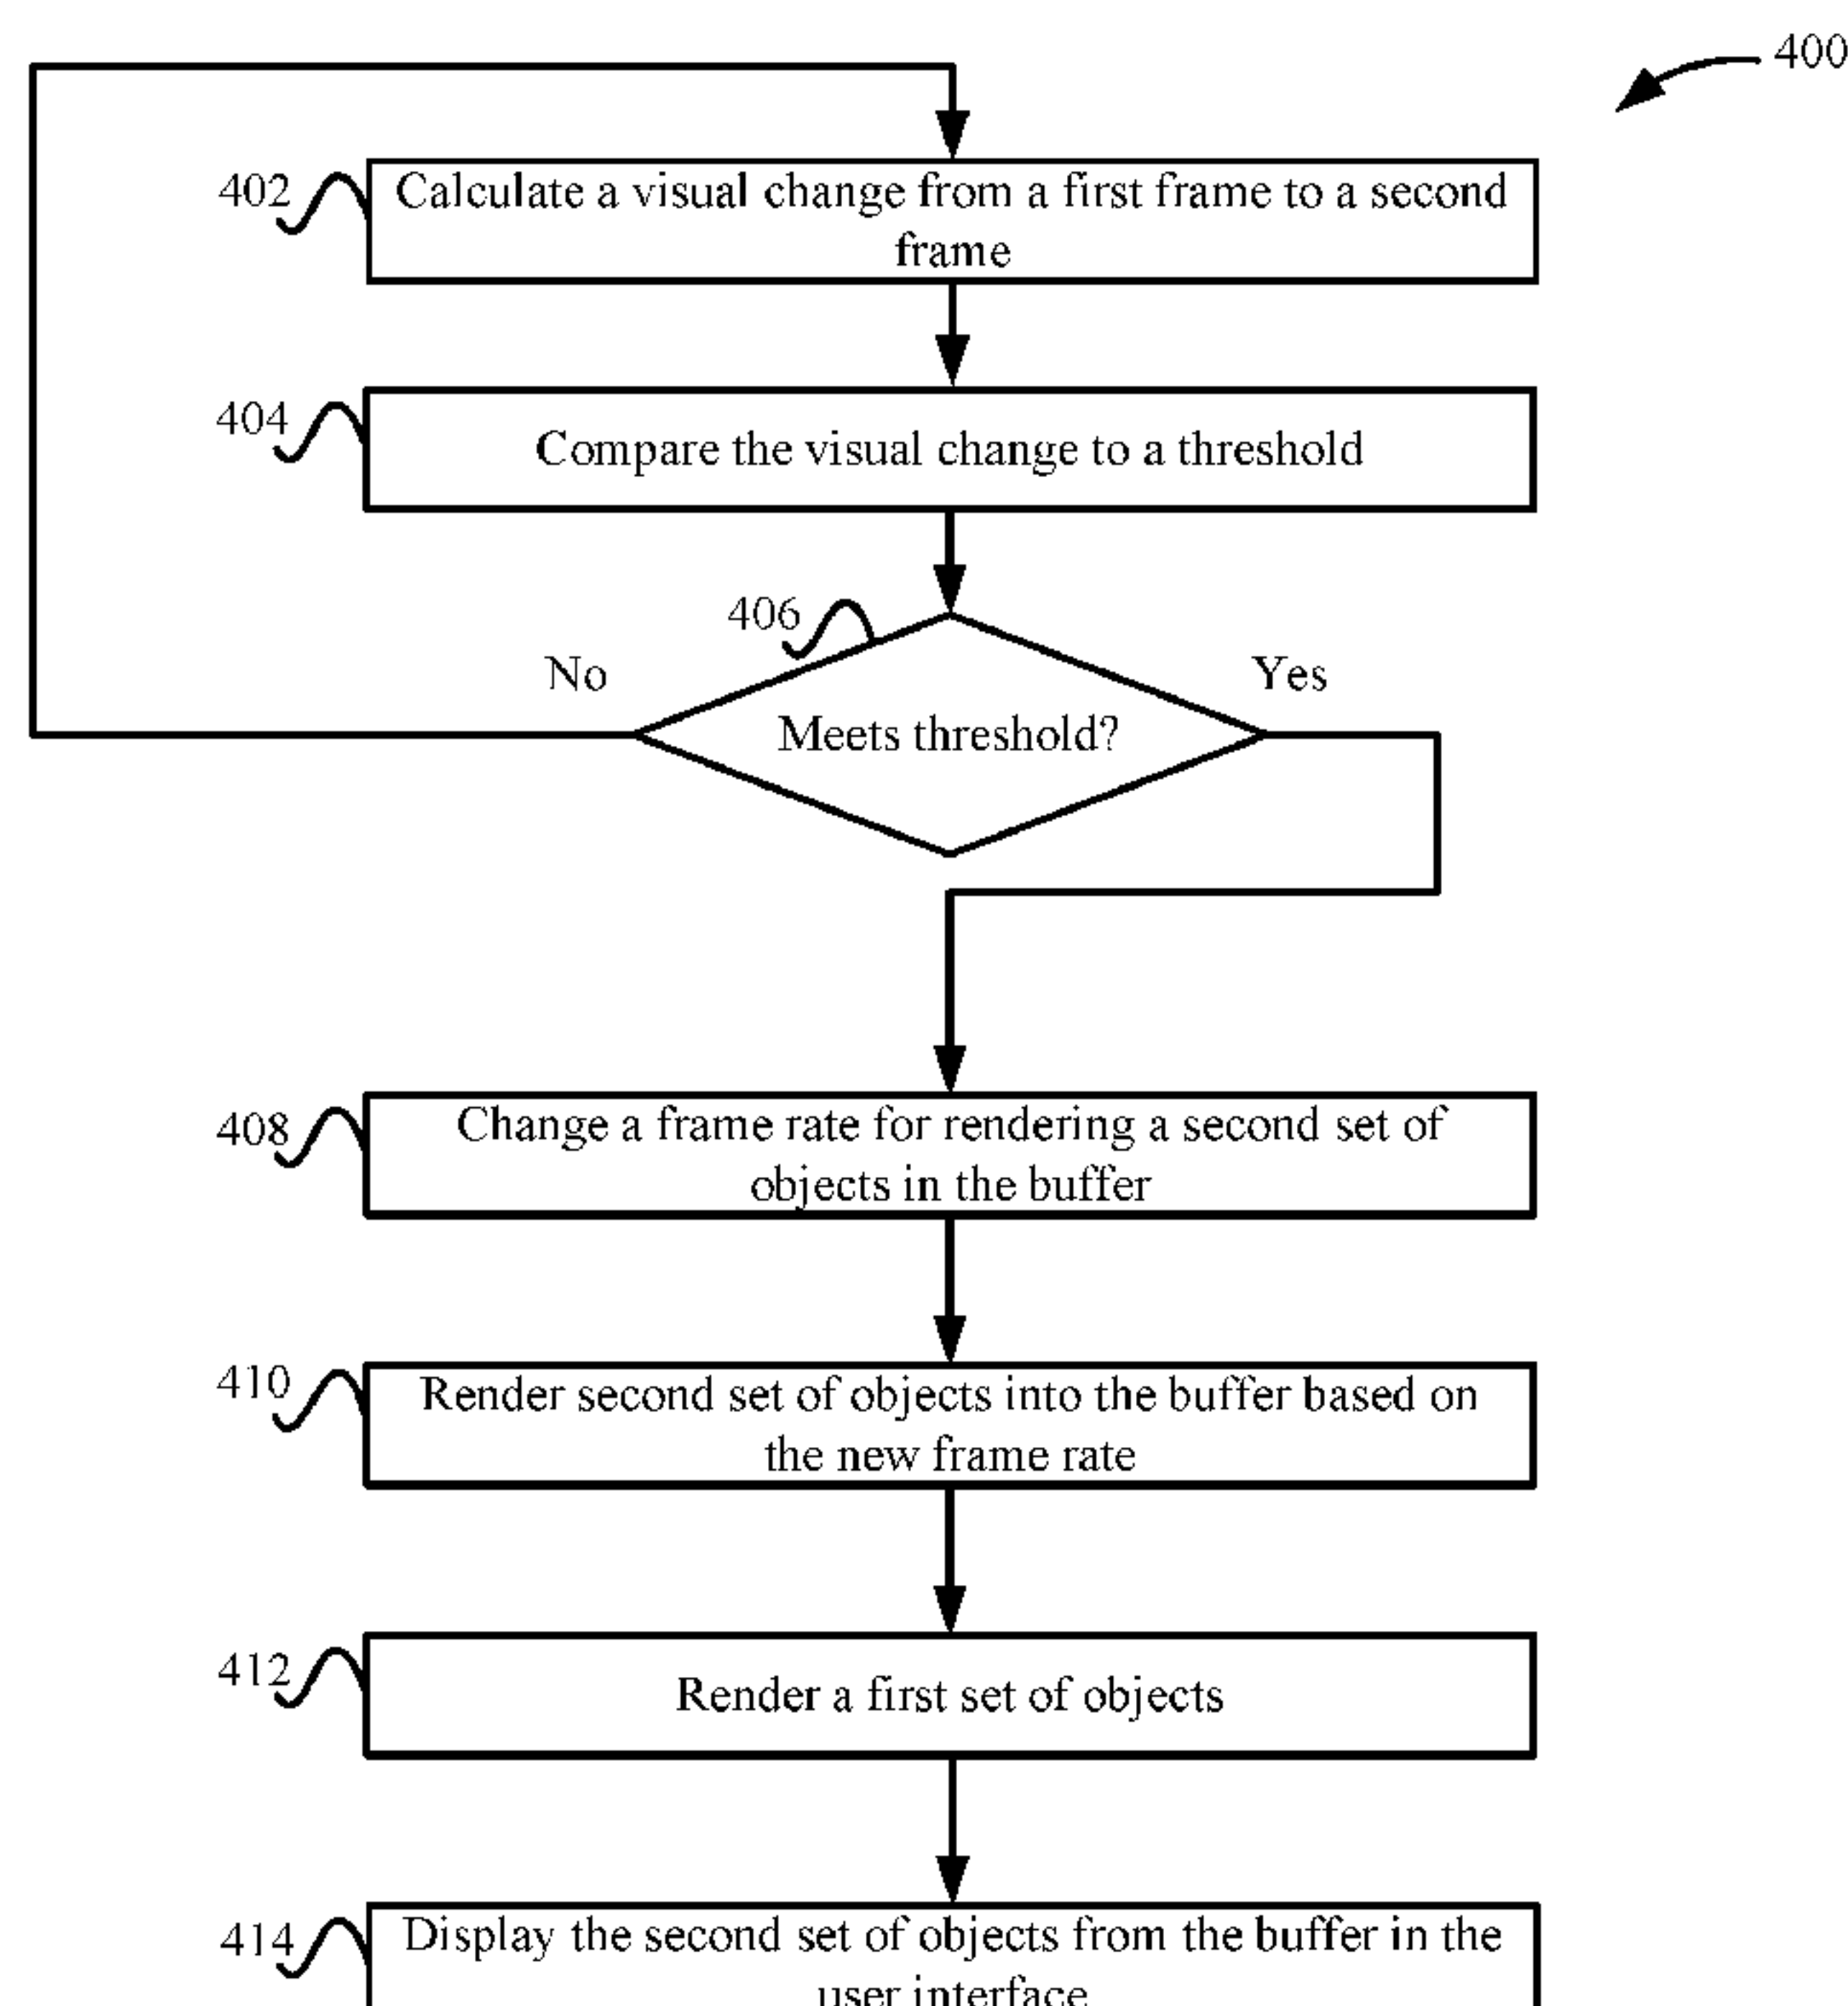 400
402
Calculate a visual change from a first frame to a second
frame
404
Compare the visual change to a threshold
406
No
Yes
Meets threshold?
408
Change a frame rate for rendering a second set of
objects in the buffer
410
Render second set of objects into the buffer based on
the new frame rate
412
Render a first set of objects
414
Display the second set of objects from the buffer in the
user interface